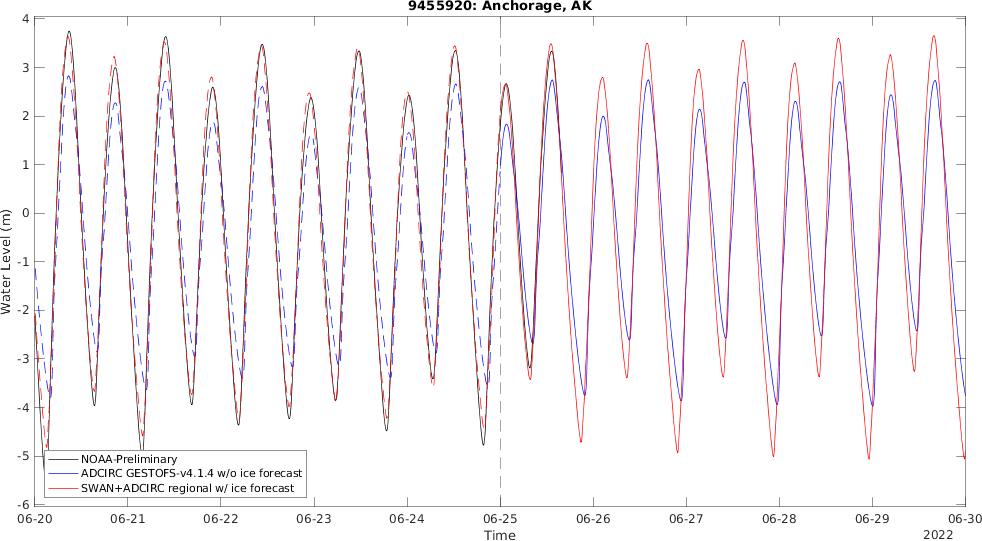 9455920: Anchorage, AK
Water Level (m)
4
3
2
1
0
-1
-2
-3
-4
-5
-6
NOAA-Preliminary
ADCIRC GESTOFS-v4.1.4 w/o ice forecast
SWAN+ADCIRC regional w/ ice forecast
06-20 06-21 06-22 06-23 06-24 06-25 06-26 06-27 06-28 06-29 06-30
Time
2022